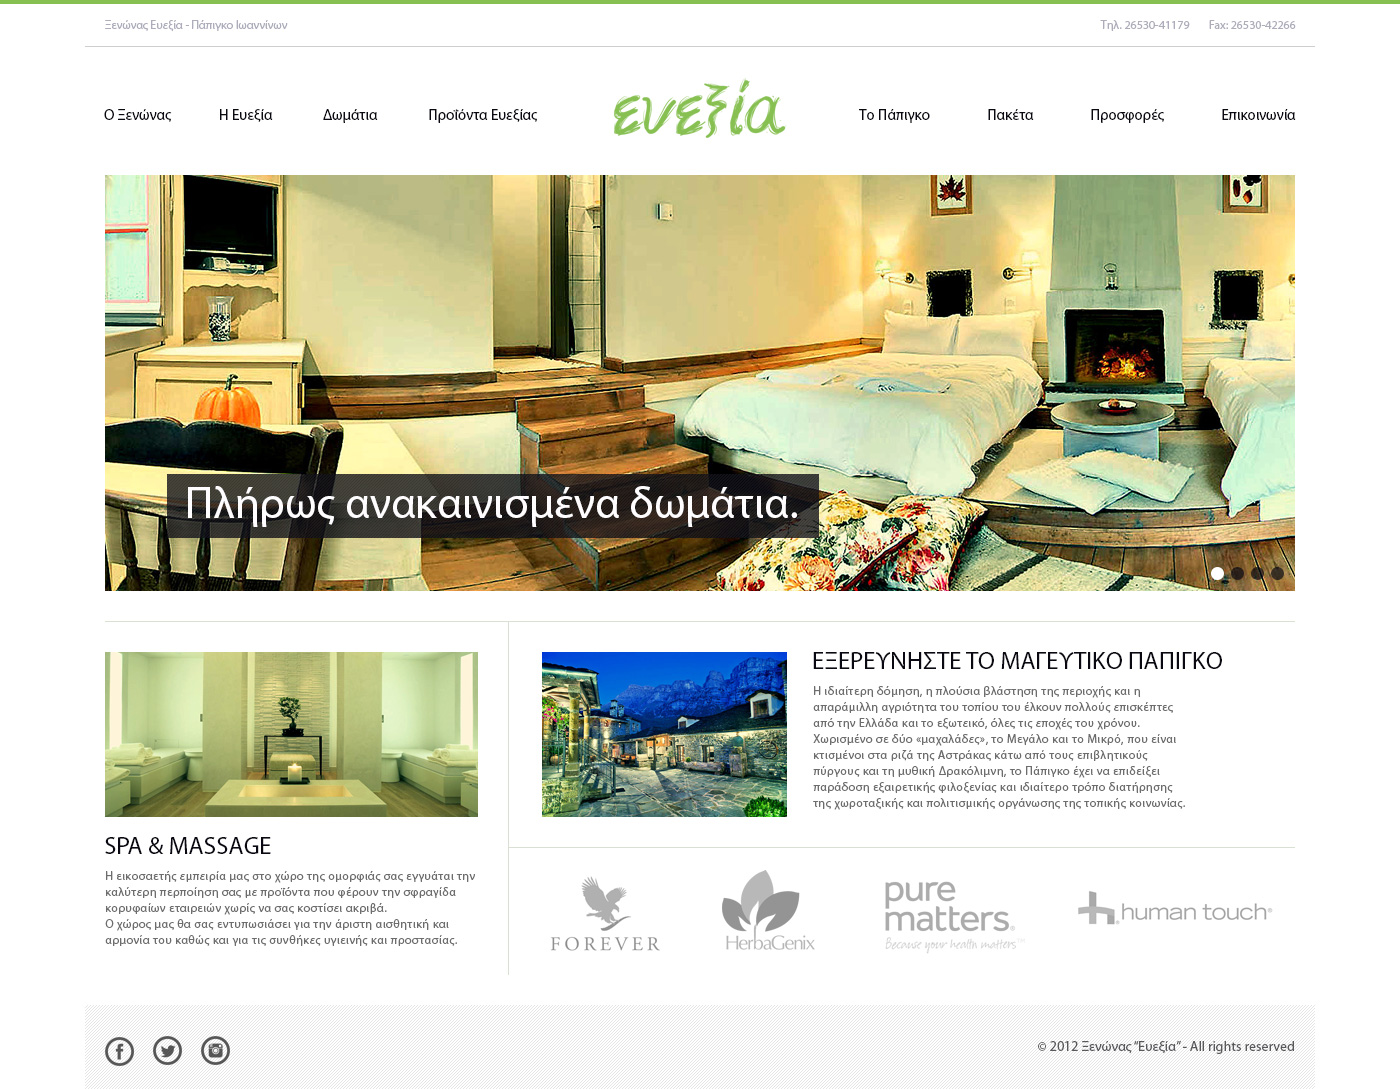 Ξενώνας Ευεξία - Πάπιγκο Ιωαννίνων
Τηλ. 26530-41179 Fax: 26530-42266
Ο Ξενώνας Η Ευεξία Δωμάτια Προϊόντα Ευεξίας ευεξία Το Πάπιγκο Πακέτα Προσφορές Επικοινωνία
Πλήρως ανακαινισμένα δωμάτια.
SPA & MASSAGE
Η εικοσαετής εμπειρία μας στο χώρο της ομορφιάς σας εγγυάται την
καλύτερη περποίηση σας με προϊόντα που φέρουν την σφραγίδα
κορυφαίων εταιρειών χωρίς να σας κοστίσει ακριβά.
Ο χώρος μας θα σας εντυπωσιάσει για την άριστη αισθητική και
αρμονία του καθώς και για τις συνθήκες υγιεινής και προστασίας.
ΕΞΕΡΕΥΝΗΣΤΕ ΤΟ ΜΑΓΕΥΤΙΚΟ ΠΑΠΙΓΚΟ
Η ιδιαίτερη δόμηση, η πλούσια βλάστηση της περιοχής και η
απαράμιλλη αγριότητα του τοπίου του έλκουν πολλούς επισκέπτες
από την Ελλάδα και το εξωτεικό, όλες τις εποχές του χρόνου.
Χωρισμένο σε δύο «μαχαλάδες», το Μεγάλο και το Μικρό, που είναι
κτισμένοι στα ριζά της Αστράκας κάτω από τους επιβλητικούς
πύργους και τη μυθική Δρακόλιμνη, το Πάπιγκο έχει να επιδείξει
παράδοση εξαιρετικής φιλοξενίας και ιδιαίτερο τρόπο διατήρησης
της χωροταξικής και πολιτισμικής οργάνωσης της τοπικής κοινωνίας.
FOREVER
HerbaGenix
pure
matters.
Because your health matters™
human touch®
© 2012 Ξενώνας "Ευεξία" - All rights reserved